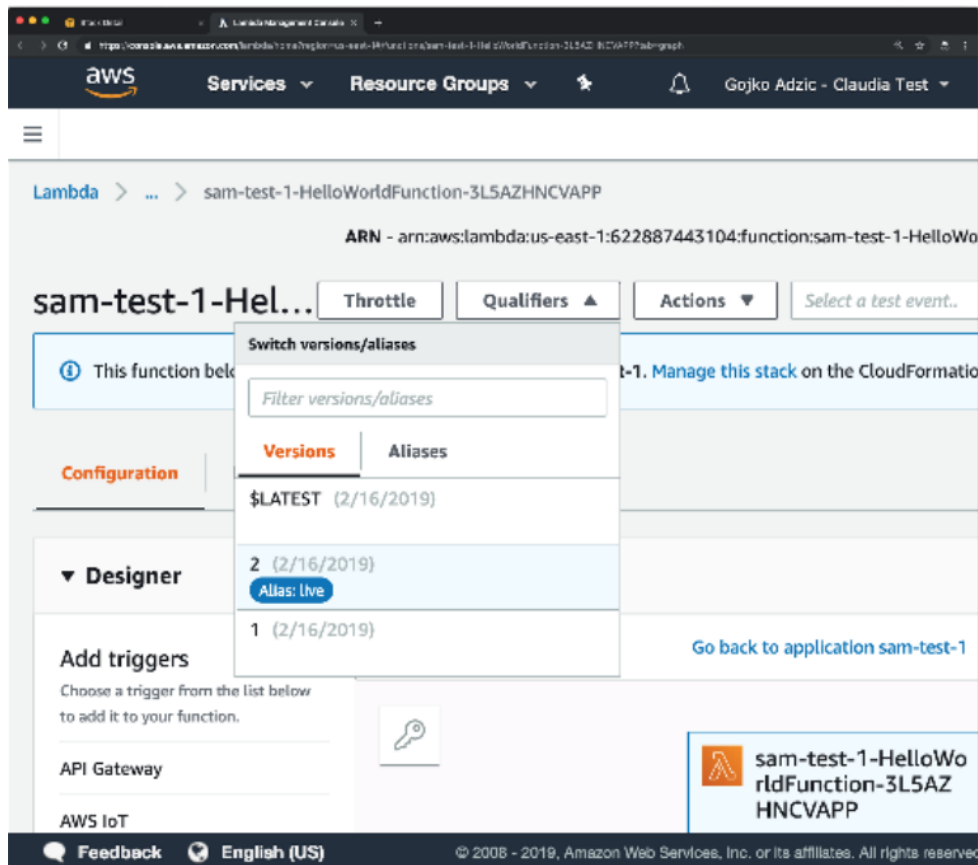 Stack Detail
Lambda Management Console
aws
Services
Resource Groups
Gojko Adzic - Claudia Test
Lambda > ... > sam-test-1-HelloWorldFunction-3L5AZHNCVAPP
ARN - arn:aws:lambda:us-east-1:622887443104:function:sam-test-1-HelloWo
sam-test-1-Hel...
Throttle
Qualifiers
Actions
Select a test event..
Switch versions/aliases
This function belo
t-1. Manage this stack on the CloudFormatio
Filter versions/aliases
Versions
Aliases
Configuration
$LATEST (2/16/2019)
2 (2/16/2019)
Alias: live
Designer
1 (2/16/2019)
Go back to application sam-test-1
Add triggers
Choose a trigger from the list below
to add it to your function.
API Gateway
AWS IoT
sam-test-1-HelloWo
rldFunction-3L5AZ
HNCVAPP
Feedback
English (US)
© 2008 - 2019, Amazon Web Services, Inc. or its affiliates. All rights reserved